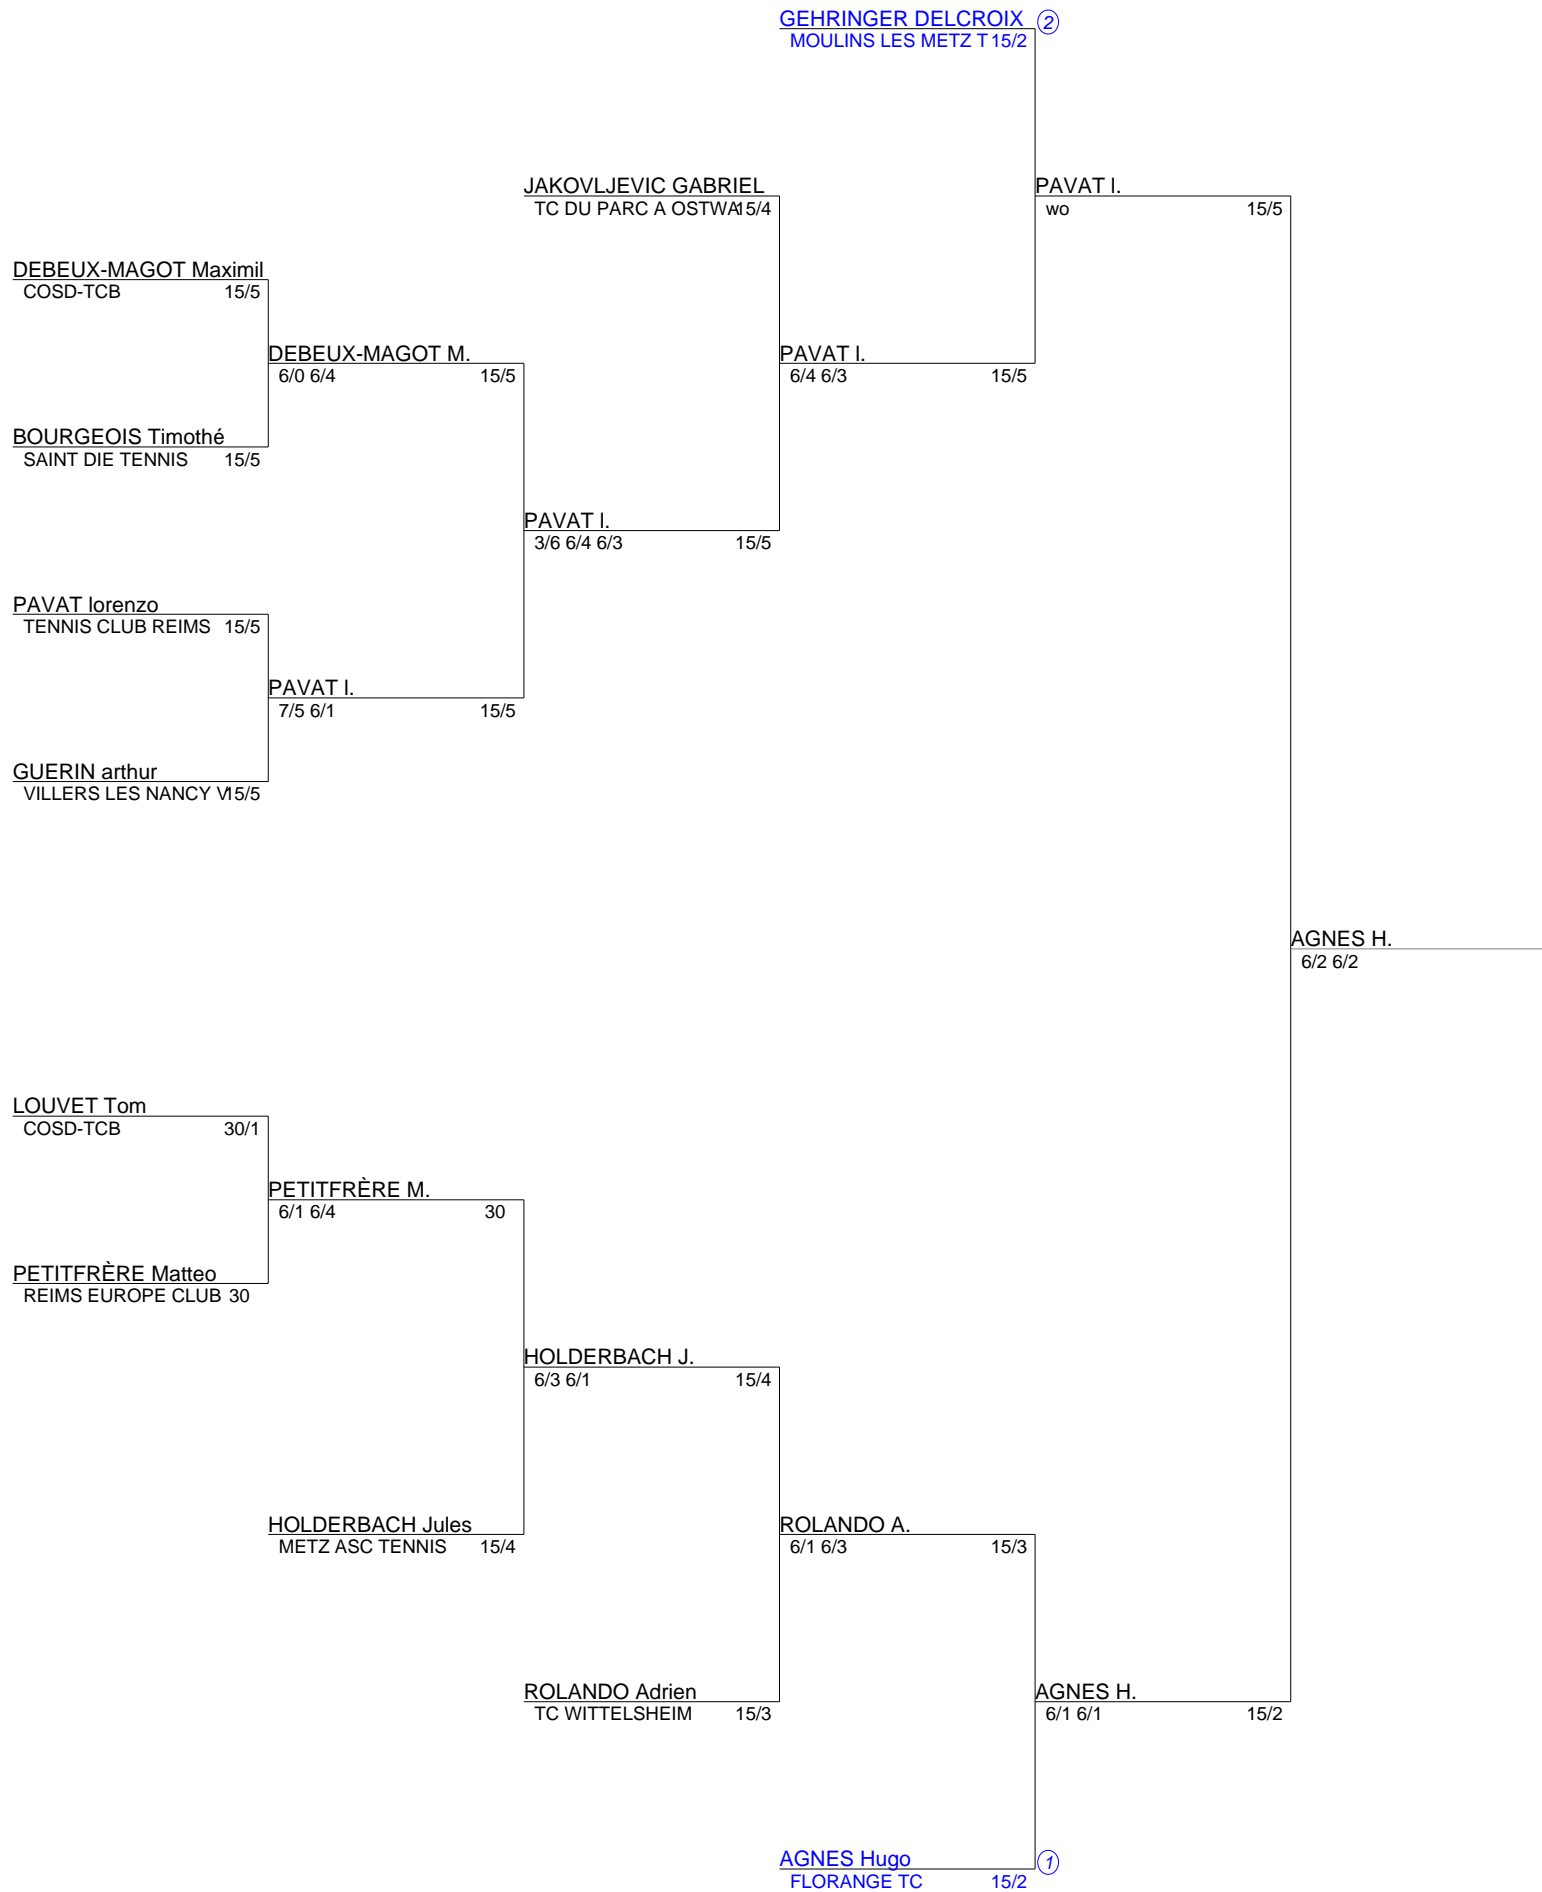 GEHRINGER DELCROIX 2
MOULINS LES METZ T 15/2
JAKOVLJEVIC GABRIEL
TC DU PARC A OSTWA 15/4
PAVAT l.
wo 15/5
DEBEUX-MAGOT Maximil
COSD-TCB 15/5
DEBEUX-MAGOT M.
6/0 6/4 15/5
PAVAT l.
6/4 6/3 15/5
BOURGEOIS Timothé
SAINT DIE TENNIS 15/5
PAVAT l.
3/6 6/4 6/3 15/5
PAVAT lorenzo
TENNIS CLUB REIMS 15/5
PAVAT l.
7/5 6/1 15/5
GUERIN arthur
VILLERS LES NANCY V 15/5
AGNES H.
6/2 6/2
LOUVET Tom
COSD-TCB 30/1
PETITFRÈRE M.
6/1 6/4 30
PETITFRÈRE Matteo
REIMS EUROPE CLUB 30
HOLDERBACH J.
6/3 6/1 15/4
HOLDERBACH Jules
METZ ASC TENNIS 15/4
ROLANDO A.
6/1 6/3 15/3
ROLANDO Adrien
TC WITTELSHEIM 15/3
AGNES H.
6/1 6/1 15/2
AGNES Hugo 1
FLORANGE TC 15/2